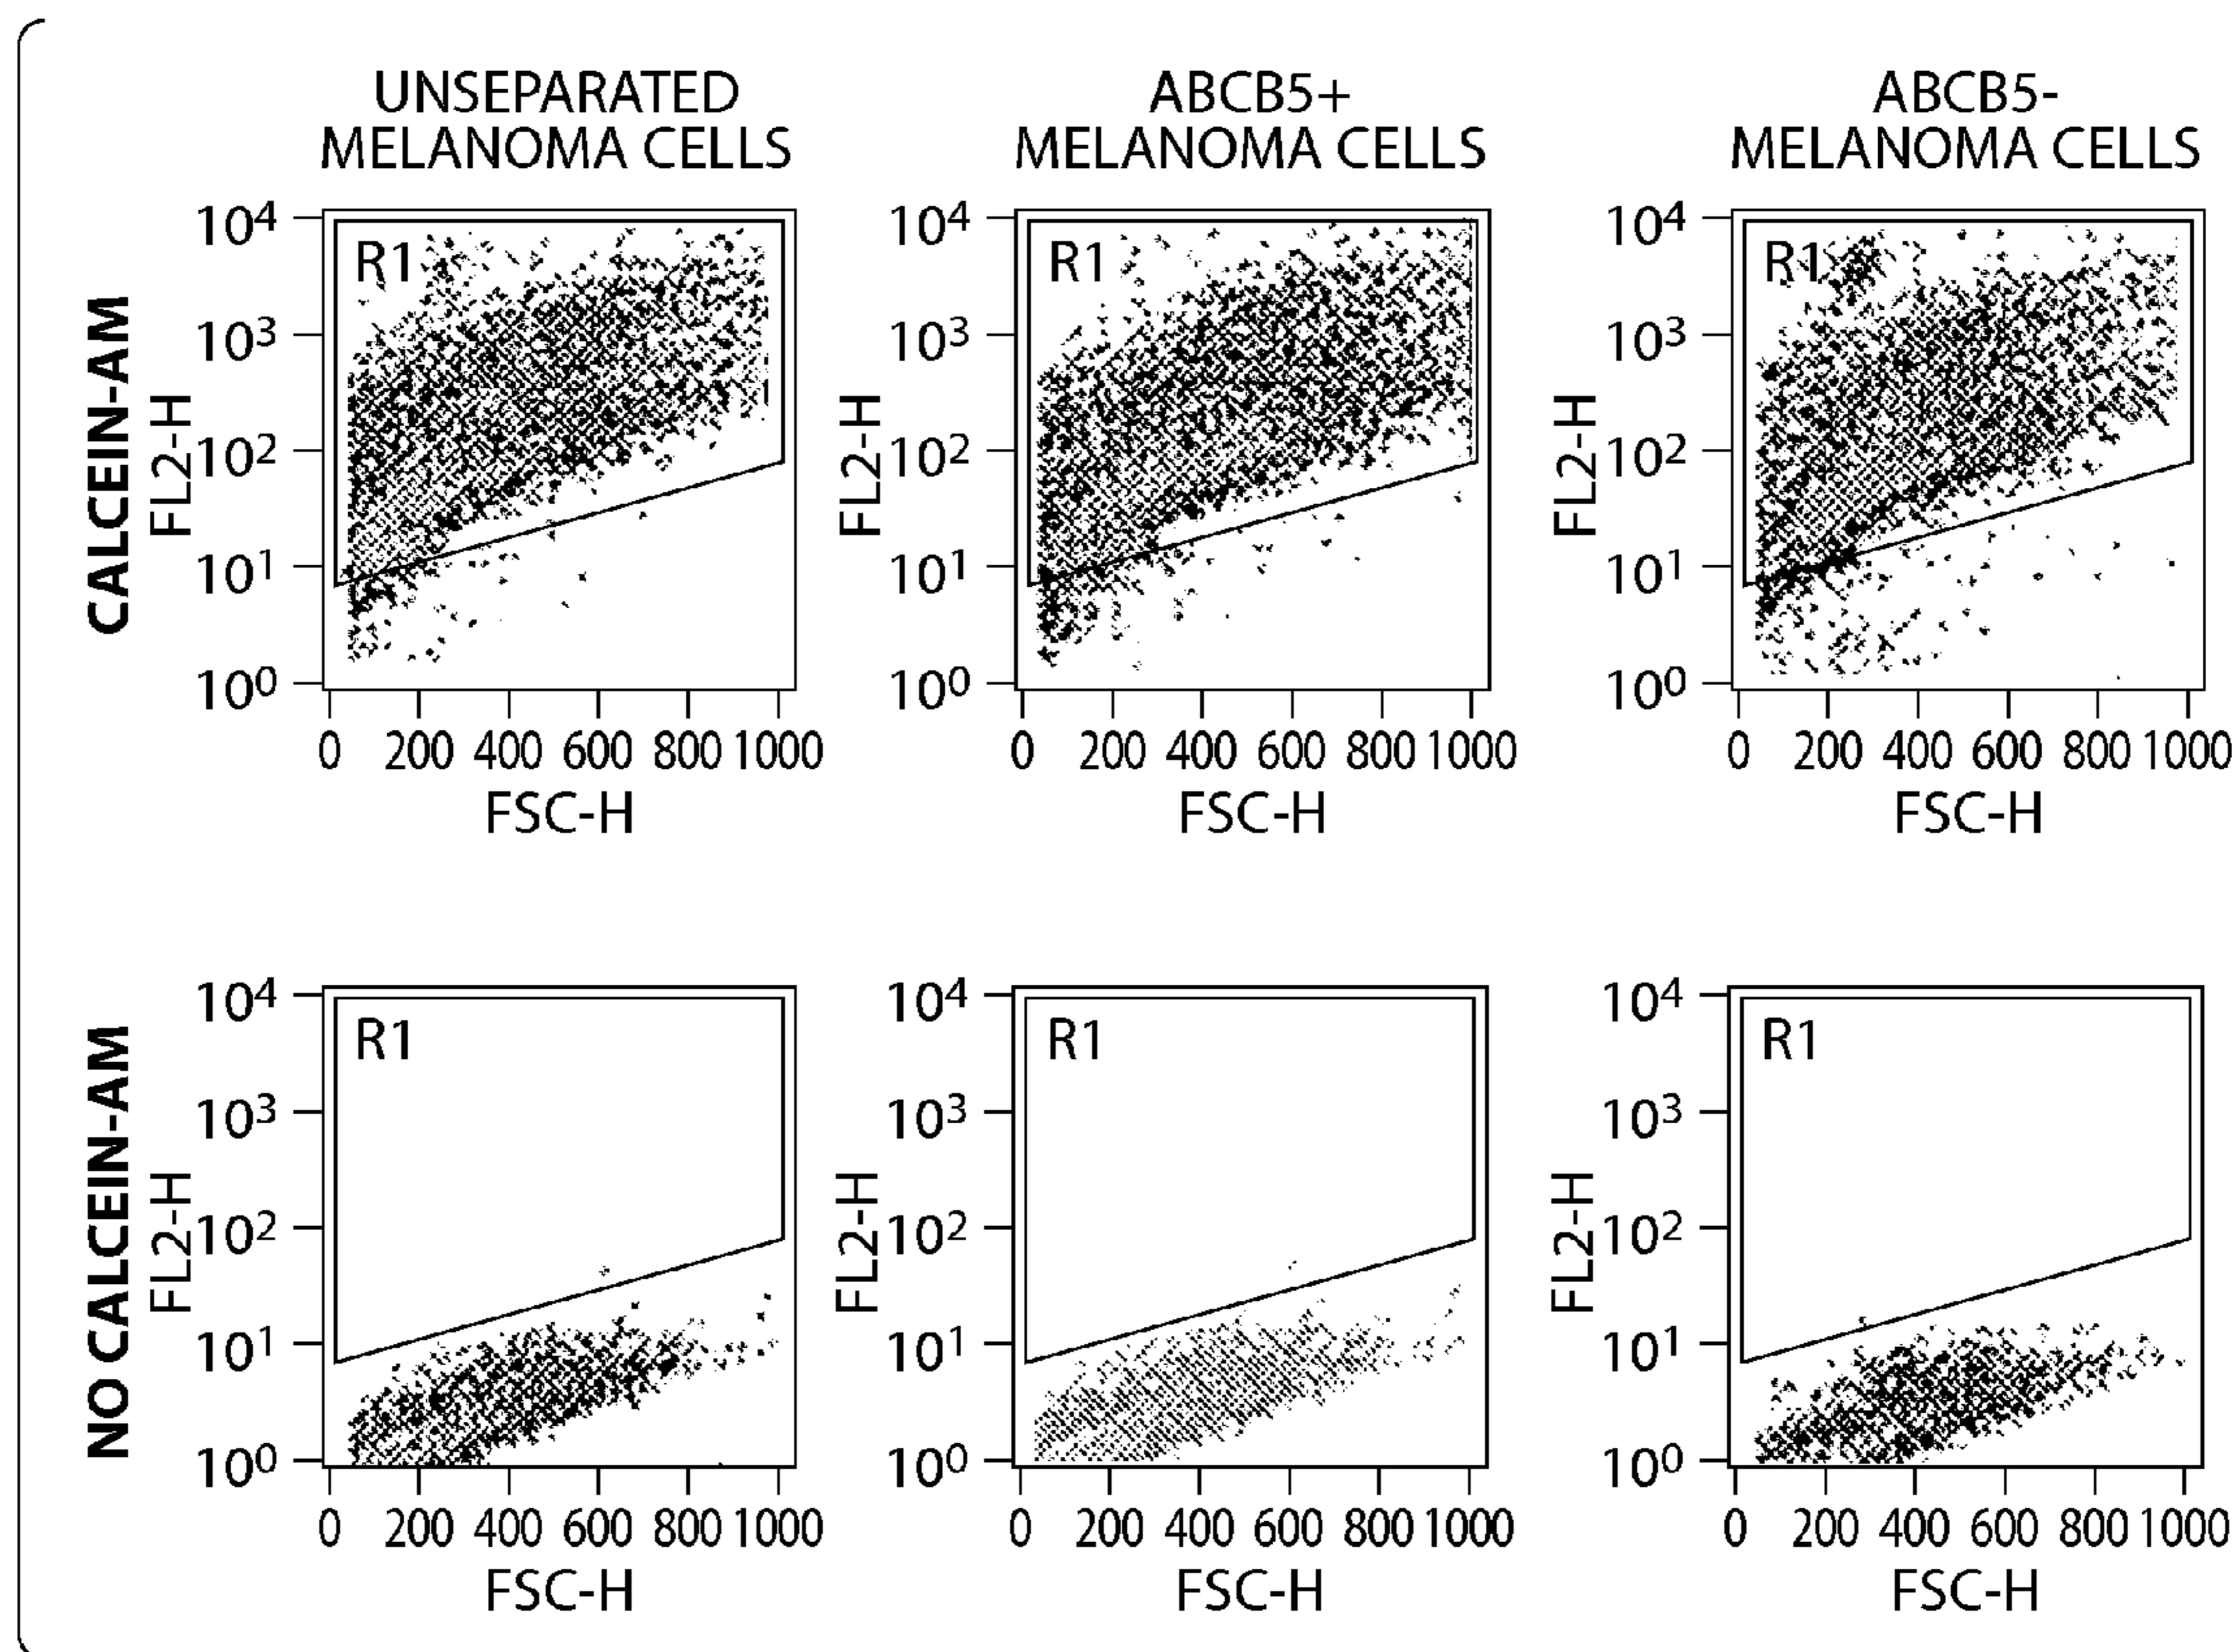 UNSEPARATED
MELANOMA CELLS
ABCB5+
MELANOMA CELLS
ABCB5-
MELANOMA CELLS
CALCEIN-AM
FL2-H
10⁴
10³
10²
10¹
10⁰
R1
0 200 400 600 800 1000
FSC-H
FL2-H
10⁴
10³
10²
10¹
10⁰
R1
0 200 400 600 800 1000
FSC-H
FL2-H
10⁴
10³
10²
10¹
10⁰
R1
0 200 400 600 800 1000
FSC-H
NO CALCEIN-AM
FL2-H
10⁴
10³
10²
10¹
10⁰
R1
0 200 400 600 800 1000
FSC-H
FL2-H
10⁴
10³
10²
10¹
10⁰
R1
0 200 400 600 800 1000
FSC-H
FL2-H
10⁴
10³
10²
10¹
10⁰
R1
0 200 400 600 800 1000
FSC-H